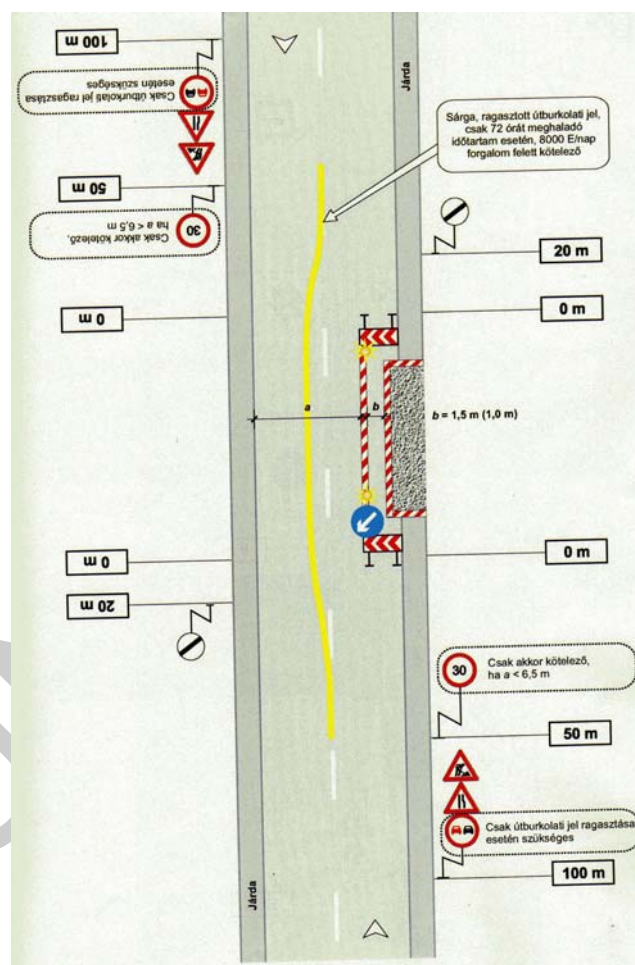 100 m
Csak útburkolati jel ragasztása
esetén szükséges
50 m
30
Csak akkor kötelező,
ha a < 6,5 m
0 m
0 m
20 m
Járda
Járda
Sárga, ragasztott útburkolati jel,
csak 72 órát meghaladó
időtartam esetén, 8000 E/nap
forgalom felett kötelező
20 m
0 m
a
b
b = 1,5 m (1,0 m)
0 m
30
Csak akkor kötelező,
ha a < 6,5 m
50 m
Csak útburkolati jel ragasztása
esetén szükséges
100 m